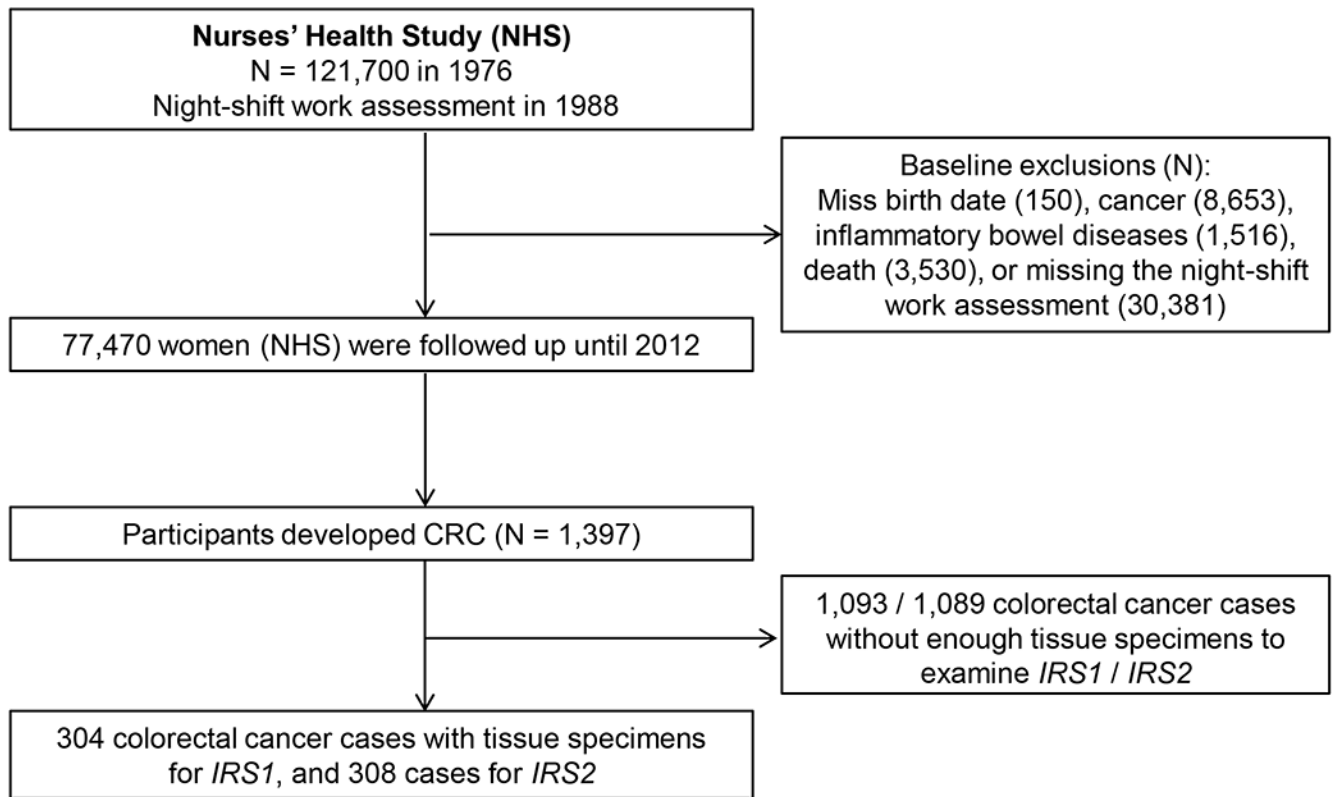 Nurses’ Health Study (NHS)
N = 121,700 in 1976
Night-shift work assessment in 1988
Baseline exclusions (N):
Miss birth date (150), cancer (8,653),
inflammatory bowel diseases (1,516),
death (3,530), or missing the night-shift
work assessment (30,381)
77,470 women (NHS) were followed up until 2012
Participants developed CRC (N = 1,397)
1,093 / 1,089 colorectal cancer cases
without enough tissue specimens to
examine IRS1 / IRS2
304 colorectal cancer cases with tissue specimens
for IRS1, and 308 cases for IRS2